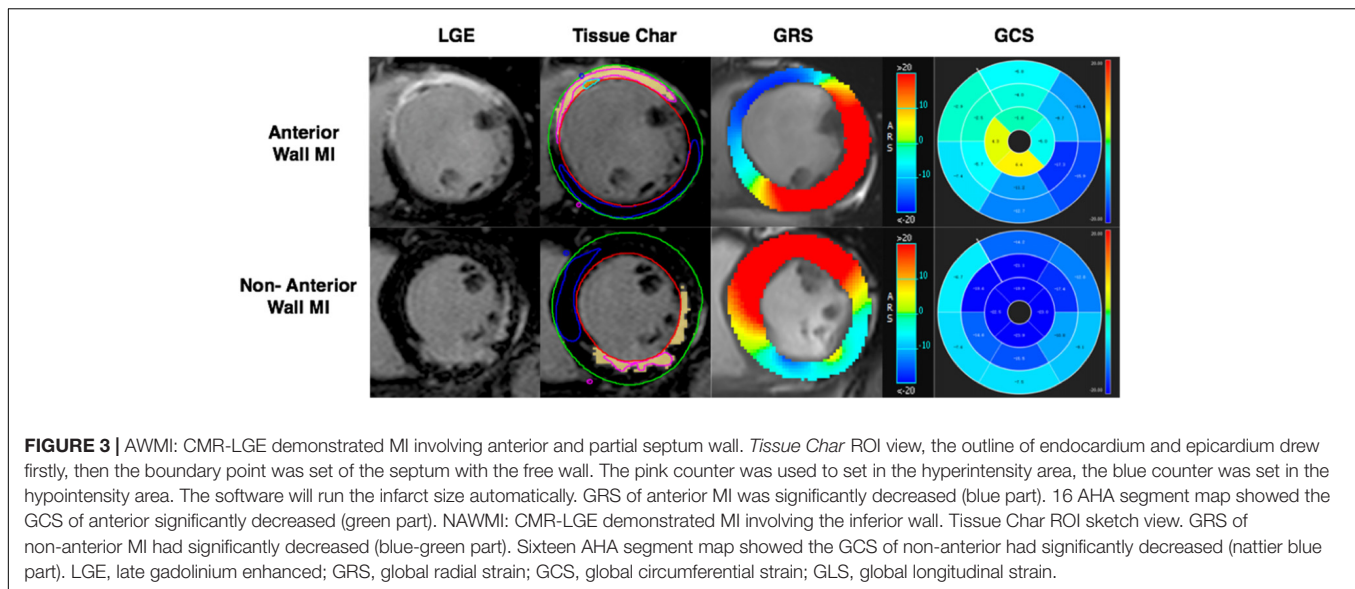 LGE Tissue Char GRS GCS
Anterior
Wall MI
>20
10
0
-10
<-20
A
R
S
20.00
-20.00
Non- Anterior
Wall MI
>20
10
0
-10
<-20
A
R
S
20.00
-20.00
FIGURE 3 | AWMI: CMR-LGE demonstrated MI involving anterior and partial septum wall. Tissue Char ROI view, the outline of endocardium and epicardium drew
firstly, then the boundary point was set of the septum with the free wall. The pink counter was used to set in the hyperintensity area, the blue counter was set in the
hypointensity area. The software will run the infarct size automatically. GRS of anterior MI was significantly decreased (blue part). 16 AHA segment map showed the
GCS of anterior significantly decreased (green part). NAWMI: CMR-LGE demonstrated MI involving the inferior wall. Tissue Char ROI sketch view. GRS of
non-anterior MI had significantly decreased (blue-green part). Sixteen AHA segment map showed the GCS of non-anterior had significantly decreased (nattier blue
part). LGE, late gadolinium enhanced; GRS, global radial strain; GCS, global circumferential strain; GLS, global longitudinal strain.